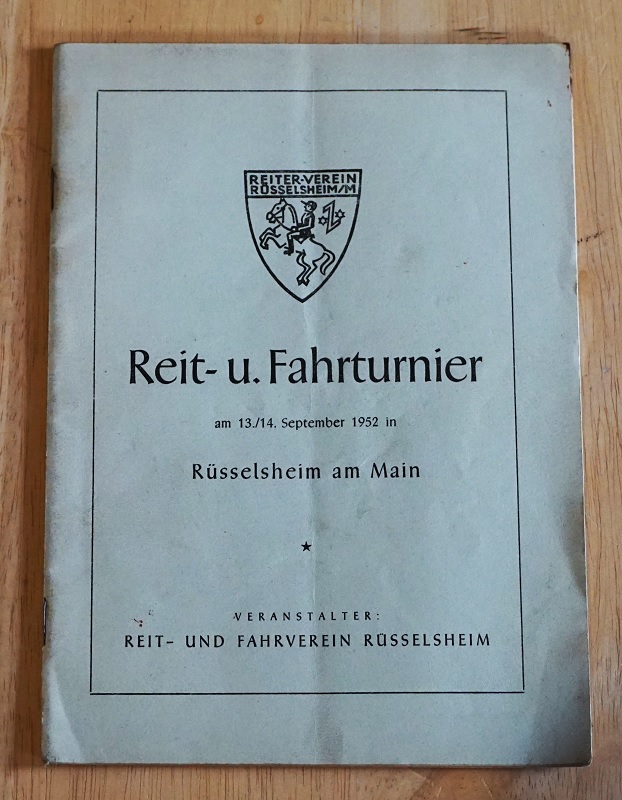 REITER-VEREIN
RÜSSELSHEIM/M
Reit- u. Fahrturnier
am 13./14. September 1952 in
Rüsselsheim am Main
VERANSTALTER:
REIT- UND FAHRVEREIN RÜSSELSHEIM